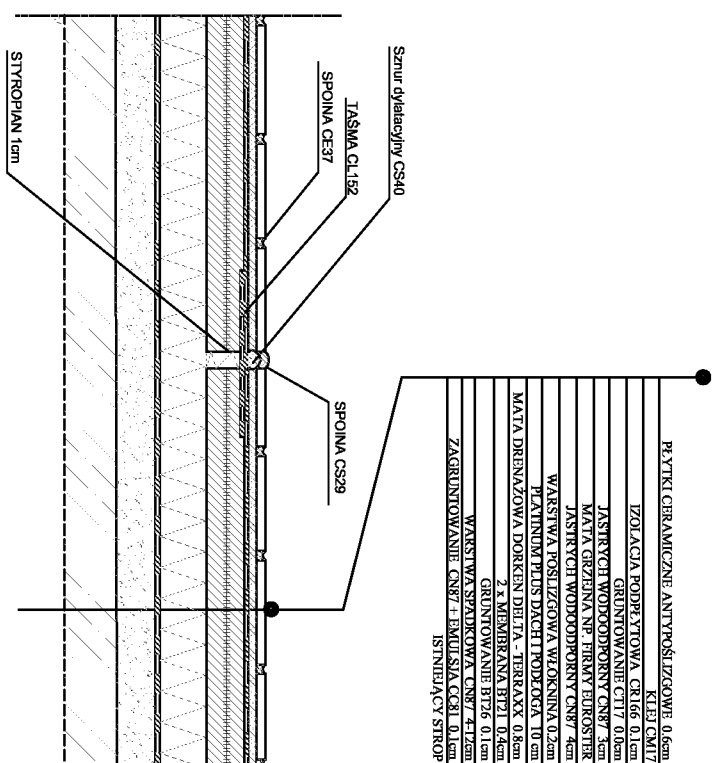 PŁYTKI CERAMICZNE ANTYPOŚLIZGOWE 0,6cm
KLEJ CM17
IZOLACJA PODPŁYTOWA CR166 0.1cm
GRUNTOWANIE CT17 0.0cm
JASTRYCH WODOODPORNY CN87 3cm
MATA GRZEJNA NP. FIRMY EUROSTER
JASTRYCH WODOODPORNY CN87 4cm
WARSTWA POŚLIZGOWA WŁÓKNINA 0.2cm
PLATINUM PLUS DACH I PODŁOGA 10 cm
MATA DRENAŻOWA DORKEN DELTA - TERRAXX 0.8cm
2 x MEMBRANA BT21 0.4cm
GRUNTOWANIE BT26 0.1cm
WARSTWA SPADKOWA CN87 4-12cm
ZAGRUNTOWANIE CN87 + EMULSJA CC81 0,1cm
ISTNIEJĄCY STROP
Sznur dylatacyjny CS40
TAŚMA CL152
SPOINA CE37
SPOINA CS29
STYROPIAN 1cm